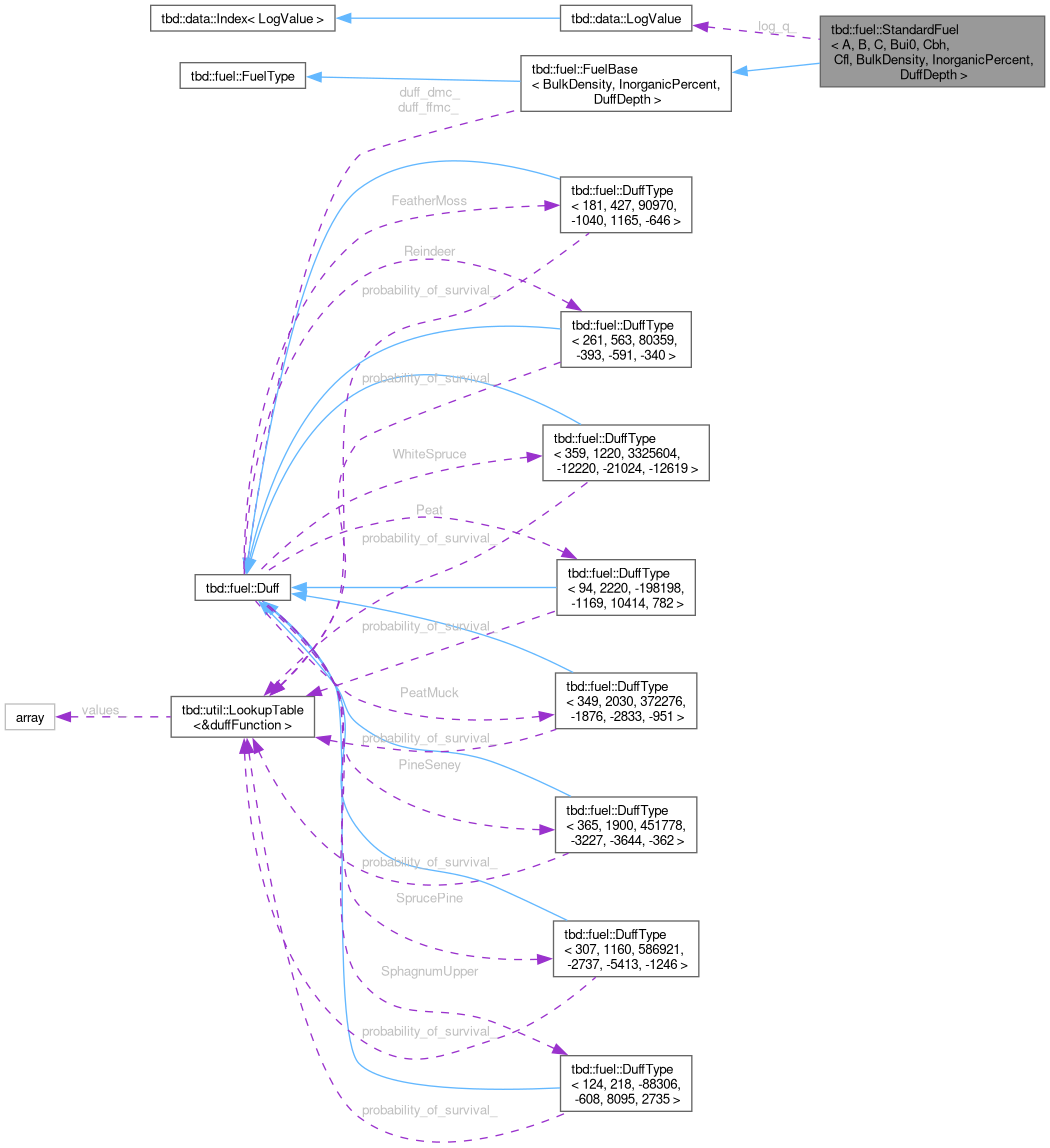 tbd::data::Index< LogValue >
tbd::data::LogValue
log_q_
tbd::fuel::StandardFuel
< A, B, C, Bui0, Cbh,
Cfl, BulkDensity, InorganicPercent,
DuffDepth >
tbd::fuel::FuelType
tbd::fuel::FuelBase
< BulkDensity, InorganicPercent,
DuffDepth >
duff_dmc_
duff_ffmc_
tbd::fuel::DuffType
< 181, 427, 90970,
-1040, 1165, -646 >
FeatherMoss
Reindeer
probability_of_survival_
tbd::fuel::DuffType
< 261, 563, 80359,
-393, -591, -340 >
probability_of_survival_
tbd::fuel::DuffType
< 359, 1220, 3325604,
-12220, -21024, -12619 >
WhiteSpruce
Peat
probability_of_survival_
tbd::fuel::Duff
tbd::fuel::DuffType
< 94, 2220, -198198,
-1169, 10414, 782 >
probability_of_survival_
PeatMuck
tbd::fuel::DuffType
< 349, 2030, 372276,
-1876, -2833, -951 >
array
values
tbd::util::LookupTable
<&duffFunction >
probability_of_survival_
PineSeney
tbd::fuel::DuffType
< 365, 1900, 451778,
-3227, -3644, -362 >
probability_of_survival_
SprucePine
tbd::fuel::DuffType
< 307, 1160, 586921,
-2737, -5413, -1246 >
SphagnumUpper
probability_of_survival_
tbd::fuel::DuffType
< 124, 218, -88306,
-608, 8095, 2735 >
probability_of_survival_